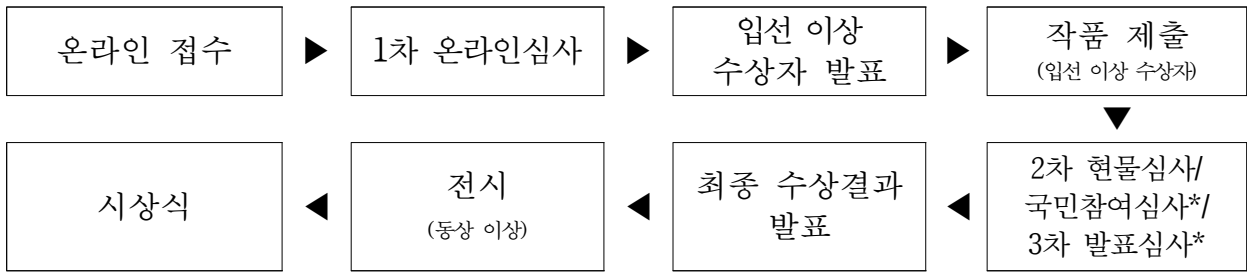 온라인 접수
▶
1차 온라인심사
▶
입선 이상
수상자 발표
▶
작품 제출
(입선 이상 수상자)
▼
2차 현물심사/
국민참여심사*/
3차 발표심사*
◀
최종 수상결과
발표
◀
전시
(동상 이상)
◀
시상식